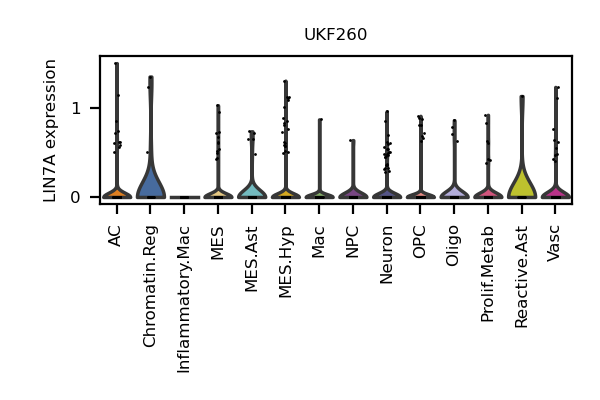 UKF260
LIN7A expression
1
0
AC
Chromatin.Reg
Inflammatory.Mac
MES
MES.Ast
MES.Hyp
Mac
NPC
Neuron
OPC
Oligo
Prolif.Metab
Reactive.Ast
Vasc